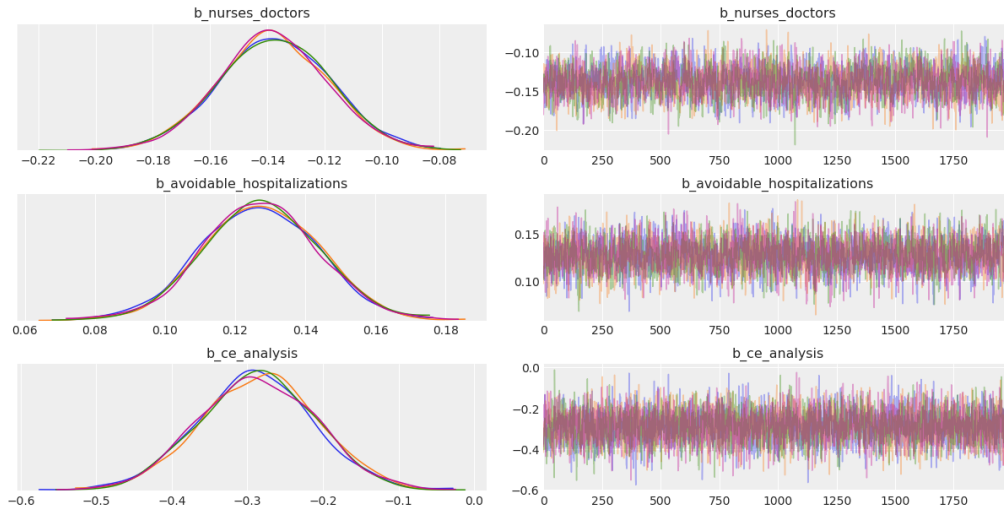 b_nurses_doctors
−0.22 −0.20 −0.18 −0.16 −0.14 −0.12 −0.10 −0.08
b_nurses_doctors
−0.10
−0.15
−0.20
0 250 500 750 1000 1250 1500 1750
b_avoidable_hospitalizations
0.06 0.08 0.10 0.12 0.14 0.16 0.18
b_avoidable_hospitalizations
0.15
0.10
0 250 500 750 1000 1250 1500 1750
b_ce_analysis
−0.6 −0.5 −0.4 −0.3 −0.2 −0.1 0.0
b_ce_analysis
0.0
−0.2
−0.4
−0.6
0 250 500 750 1000 1250 1500 1750